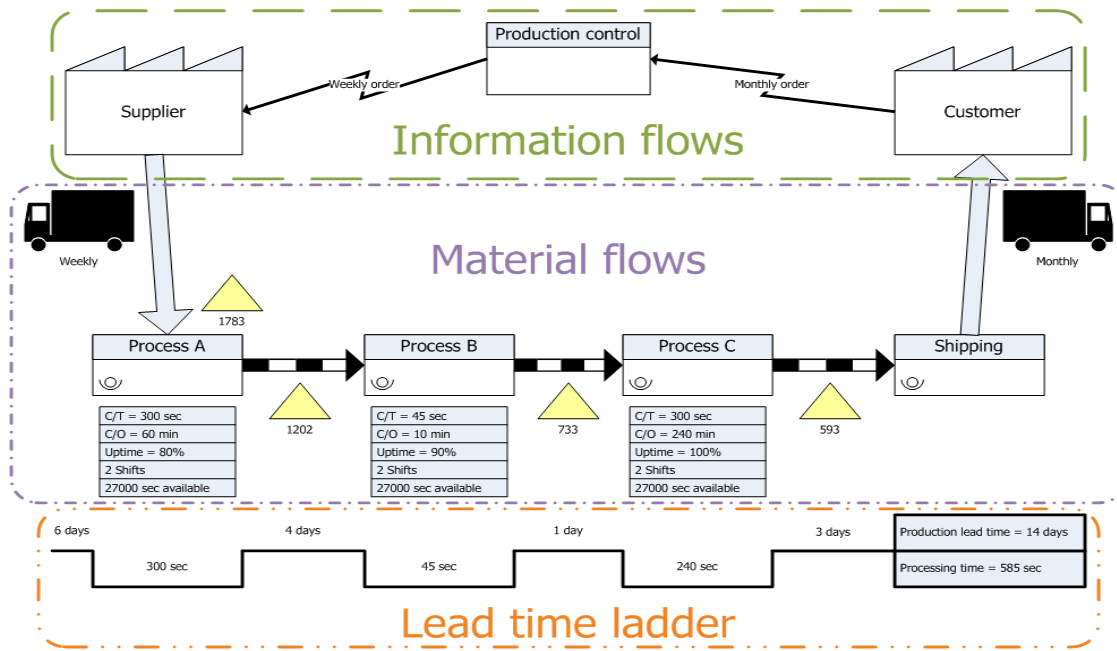 Production control
Weekly order
Monthly order
Supplier
Customer
Information flows
Weekly
Material flows
Monthly
1783
Process A
Process B
Process C
Shipping
1202
733
593
C/T = 300 sec
C/O = 60 min
Uptime = 80%
2 Shifts
27000 sec available
C/T = 45 sec
C/O = 10 min
Uptime = 90%
2 Shifts
27000 sec available
C/T = 300 sec
C/O = 240 min
Uptime = 100%
2 Shifts
27000 sec available
6 days
4 days
1 day
3 days
Production lead time = 14 days
300 sec
45 sec
240 sec
Processing time = 585 sec
Lead time ladder